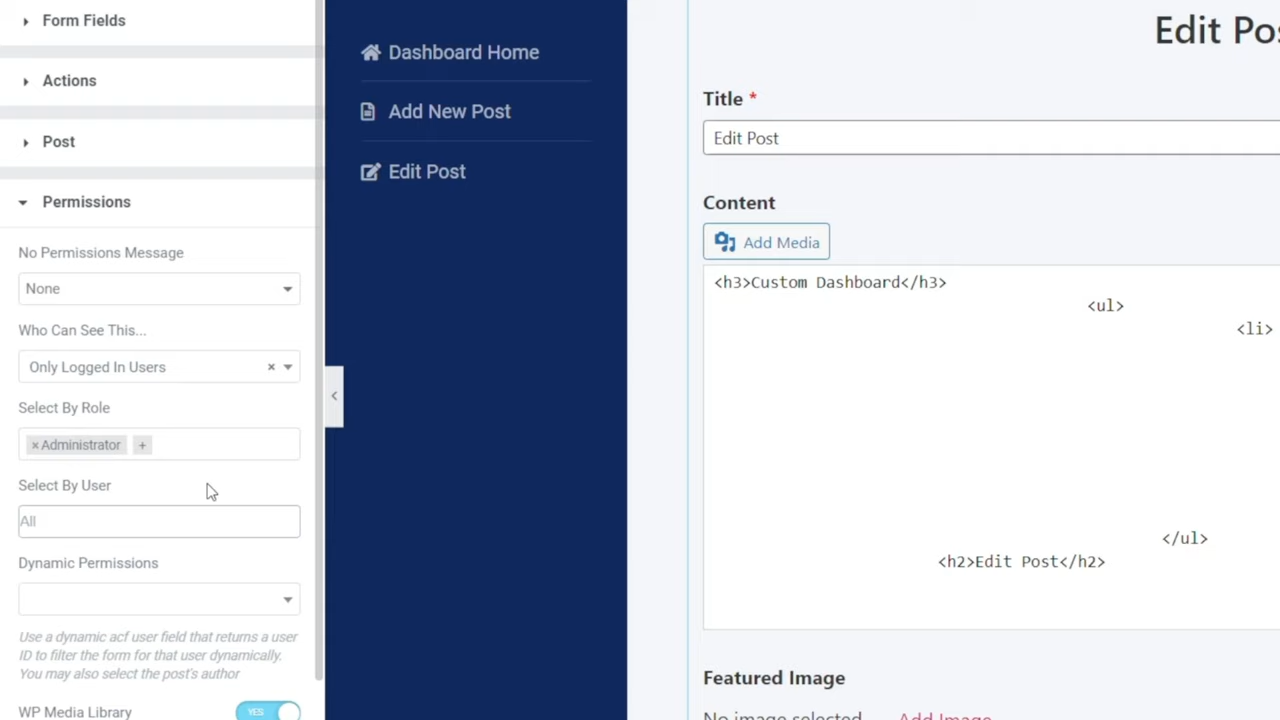 Form Fields
Actions
Post
Permissions
No Permissions Message
None
Who Can See This...
Only Logged In Users × 
Select By Role
×Administrator +
Select By User
All
Dynamic Permissions
Use a dynamic acf user field that returns a user
ID to filter the form for that user dynamically.
You may also select the post's author
WP Media Library YES
Dashboard Home
Add New Post
Edit Post
Edit Pos
Title *
Edit Post
Content
Add Media
<h3>Custom Dashboard</h3>
<ul>
<li>
</ul>
<h2>Edit Post</h2>
Featured Image
No image selected Add Image